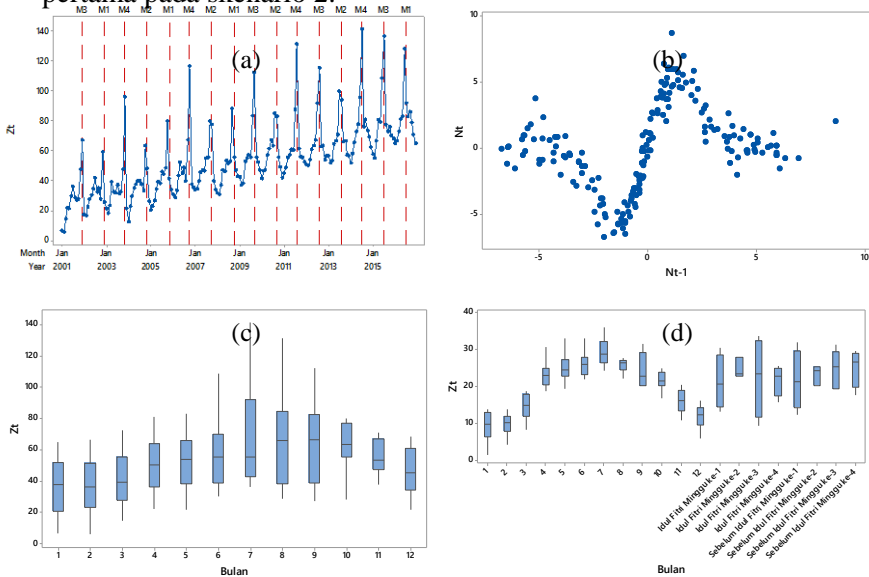 pertama pada skenario 2.
M3 M1 M4 M2 M1 M4 M2 M1 M3 M2 M4 M3 M2 M4 M3 M1
(a)
140
120
100
80
60
40
20
0
Zt
Month Jan Jan Jan Jan Jan Jan Jan Jan
Year 2001 2003 2005 2007 2009 2011 2013 2015
(b)
10
5
0
-5
Nt
-5 0 5 10
Nt-1
(c)
140
120
100
80
60
40
20
0
Zt
1 2 3 4 5 6 7 8 9 10 11 12
Bulan
(d)
40
30
20
10
0
Zt
1 2 3 4 5 6 7 8 9 10 11 12
Idul Fitri Minggu ke-1
Idul Fitri Minggu ke-2
Idul Fitri Minggu ke-3
Idul Fitri Minggu ke-4
Sebelum Idul Fitri Minggu ke-1
Sebelum Idul Fitri Minggu ke-2
Sebelum Idul Fitri Minggu ke-3
Sebelum Idul Fitri Minggu ke-4
Bulan